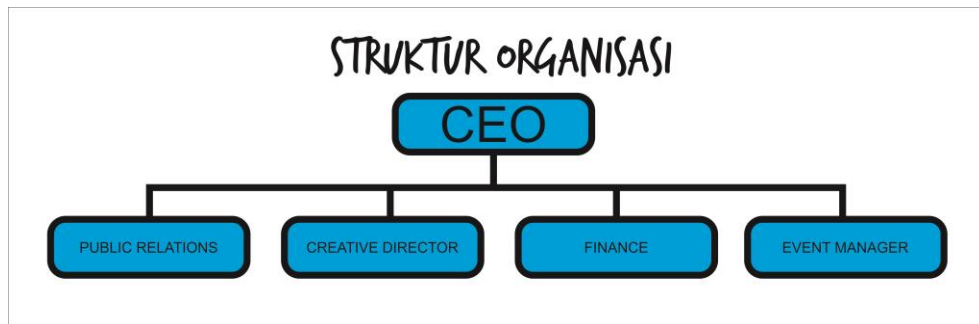 STRUKTUR ORGANISASI
CEO
PUBLIC RELATIONS
CREATIVE DIRECTOR
FINANCE
EVENT MANAGER